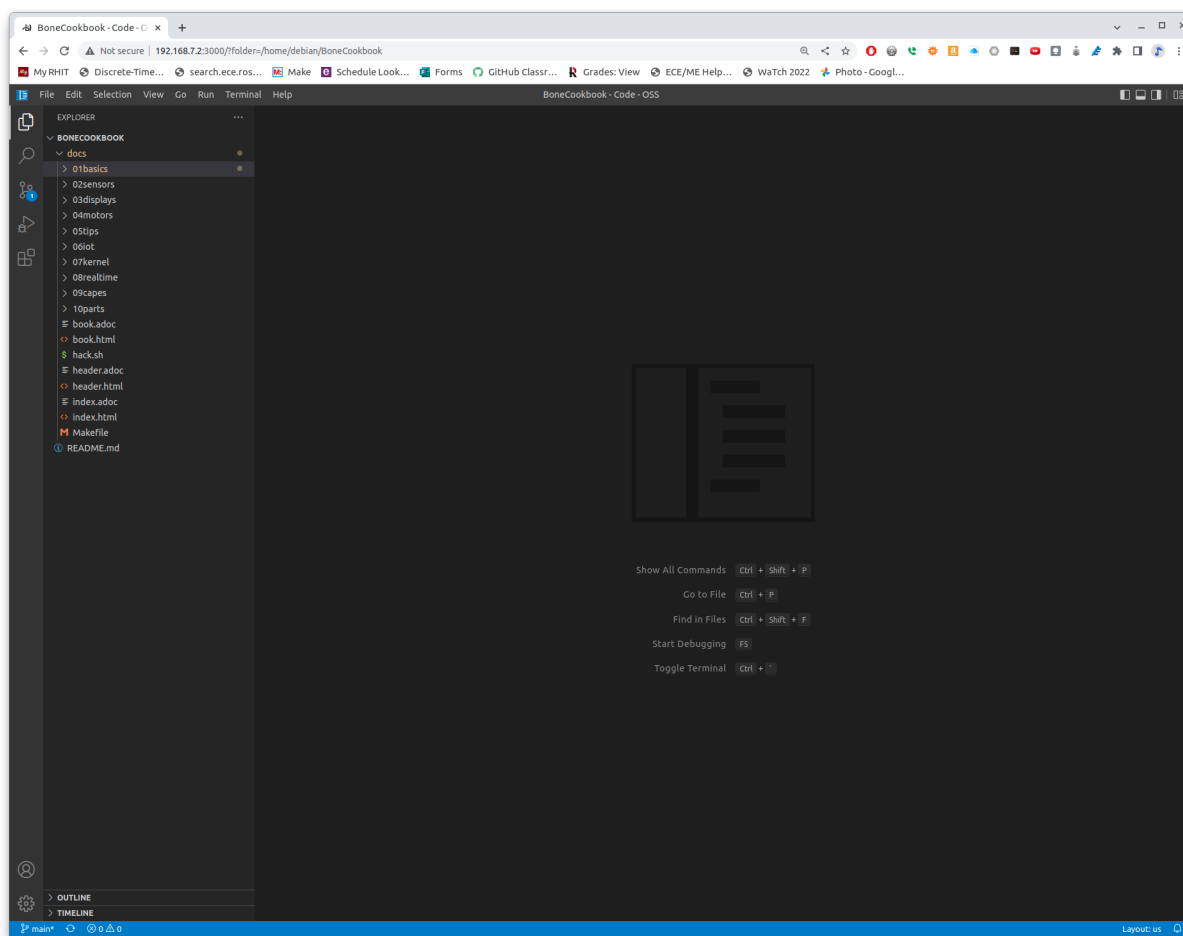 BoneCookbook - Code - O
Not secure 192.168.7.2:3000/?folder=/home/debian/BoneCookbook
MyRHIT Discrete-Time... search.ece.ros... Make Schedule Look... Forms GitHub Classr... Grades: View ECE/ME Help... WaTch 2022 Photo - Googl...
File Edit Selection View Go Run Terminal Help BoneCookbook - Code - OSS
EXPLORER
BONECOOKBOOK
docs
01basics
02sensors
03displays
04motors
05tips
06iot
07kernel
08realtime
09capes
10parts
book.adoc
book.html
$ hack.sh
header.adoc
header.html
index.adoc
index.html
M Makefile
README.md
1
Show All Commands Ctrl + Shift + P
Go to File Ctrl + P
Find in Files Ctrl + Shift + F
Start Debugging F5
Toggle Terminal Ctrl + `
OUTLINE
TIMELINE
main* 0 0 Layout: us